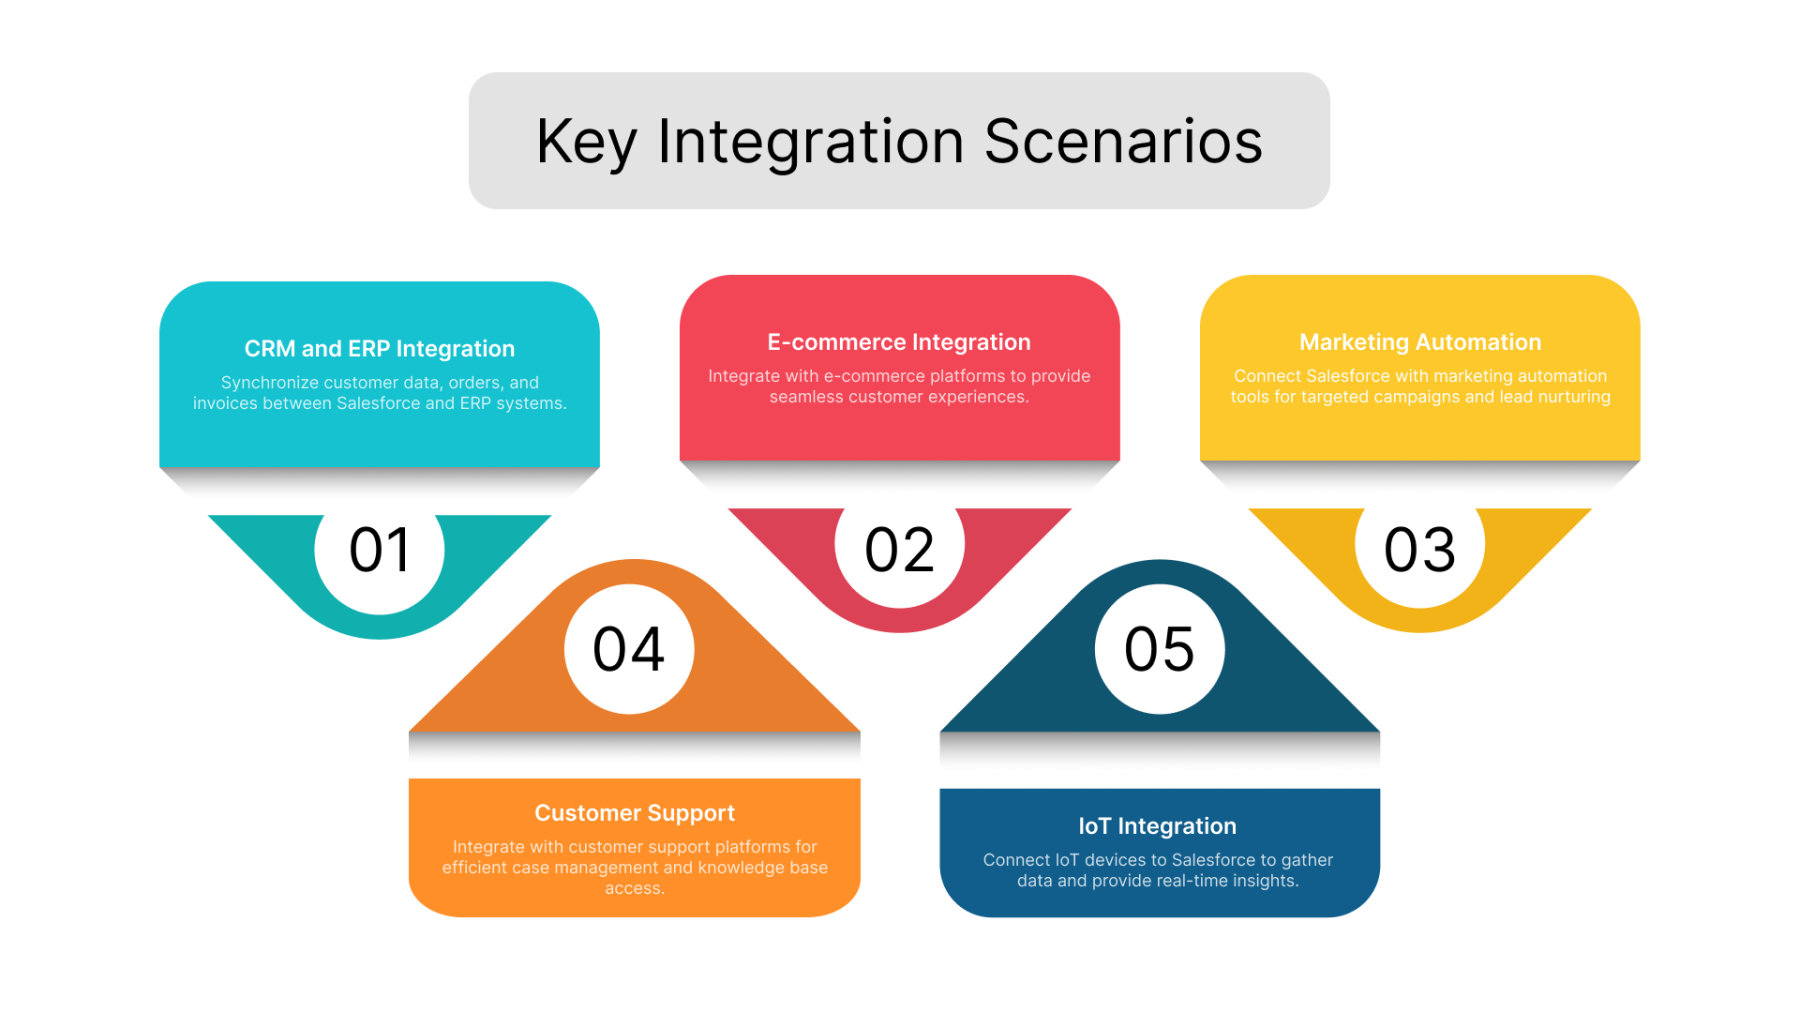 Key Integration Scenarios
CRM and ERP Integration
Synchronize customer data, orders, and
invoices between Salesforce and ERP systems.
01
E-commerce Integration
Integrate with e-commerce platforms to provide
seamless customer experiences.
02
Marketing Automation
Connect Salesforce with marketing automation
tools for targeted campaigns and lead nurturing
03
04
Customer Support
Integrate with customer support platforms for
efficient case management and knowledge base
access.
05
IoT Integration
Connect IoT devices to Salesforce to gather
data and provide real-time insights.